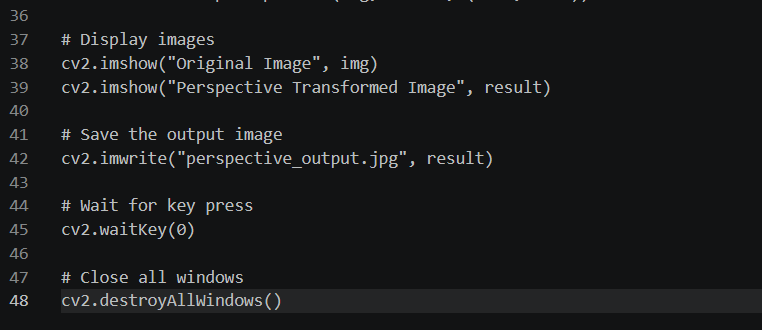 36
37 # Display images
38 cv2.imshow("Original Image", img)
39 cv2.imshow("Perspective Transformed Image", result)
40
41 # Save the output image
42 cv2.imwrite("perspective_output.jpg", result)
43
44 # Wait for key press
45 cv2.waitKey(0)
46
47 # Close all windows
48 cv2.destroyAllWindows()